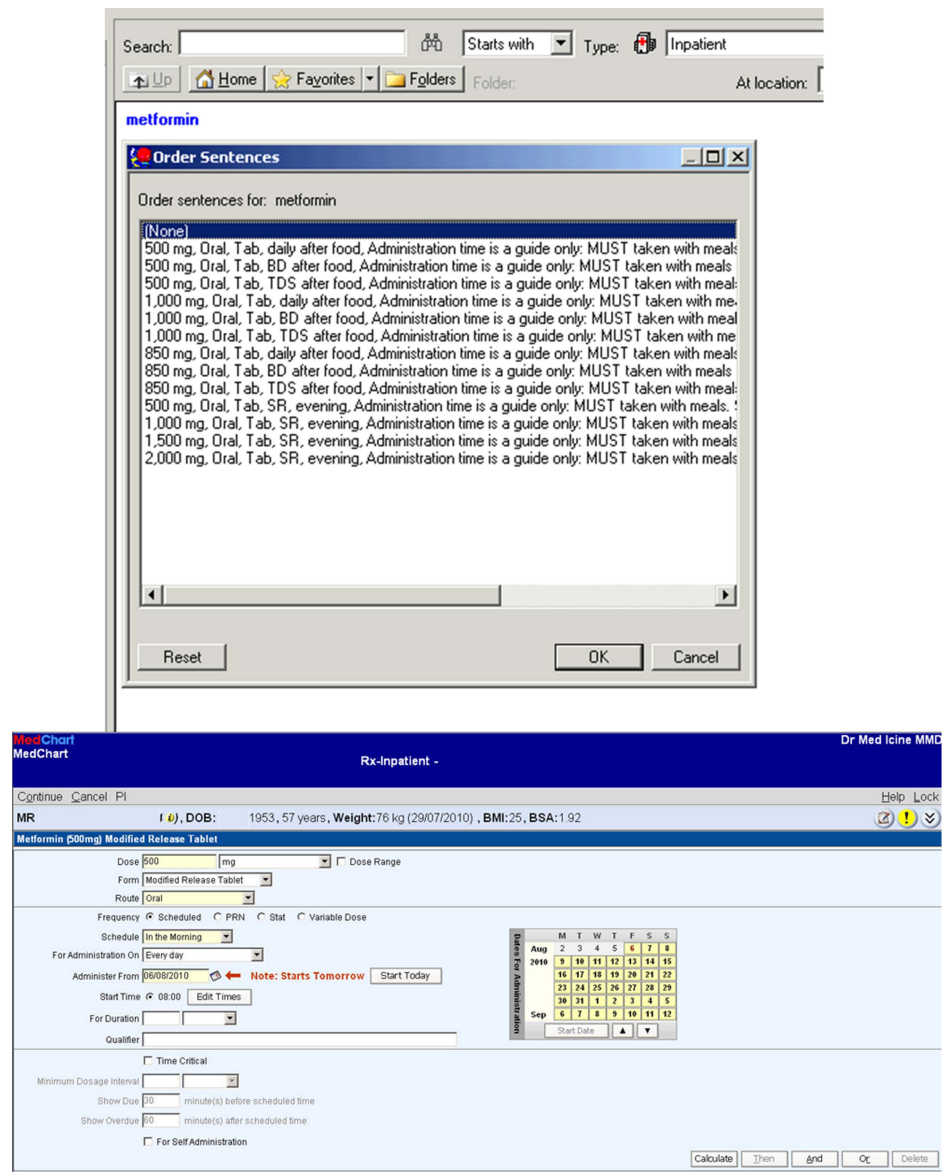 Search: Starts with Type: Inpatient
Up Home Favorites Folders Folder: At location:
metformin
Order Sentences
Order sentences for: metformin
(None)
500 mg, Oral, Tab, daily after food, Administration time is a guide only: MUST taken with meals
500 mg, Oral, Tab, BD after food, Administration time is a guide only: MUST taken with meals
500 mg, Oral, Tab, TDS after food, Administration time is a guide only: MUST taken with meals
1,000 mg, Oral, Tab, daily after food, Administration time is a guide only: MUST taken with me
1,000 mg, Oral, Tab, BD after food, Administration time is a guide only: MUST taken with meal
1,000 mg, Oral, Tab, TDS after food, Administration time is a guide only: MUST taken with me
850 mg, Oral, Tab, daily after food, Administration time is a guide only: MUST taken with meals
850 mg, Oral, Tab, BD after food, Administration time is a guide only: MUST taken with meals
850 mg, Oral, Tab, TDS after food, Administration time is a guide only: MUST taken with meal
500 mg, Oral, Tab, SR, evening, Administration time is a guide only: MUST taken with meals.
1,000 mg, Oral, Tab, SR, evening, Administration time is a guide only: MUST taken with meals
1,500 mg, Oral, Tab, SR, evening, Administration time is a guide only: MUST taken with meals
2,000 mg, Oral, Tab, SR, evening, Administration time is a guide only: MUST taken with meals
Reset OK Cancel
MedChart Dr Med Icine MMD
MedChart
Rx-Inpatient -
Continue Cancel PI Help Lock
MR DOB: 1953, 57 years, Weight:76 kg (29/07/2010) , BMI:25, BSA:1.92
Metformin (500mg) Modified Release Tablet
Dose 500 mg Dose Range
Form Modified Release Tablet
Route Oral
Frequency Scheduled PRN Stat Variable Dose
Schedule In the Morning
For Administration On Every day
Administer From 06/08/2010 Note: Starts Tomorrow Start Today
Start Time 08:00 Edit Times
For Duration
Qualifier
Dates For Administration
M T W T F S S
Aug 2 3 4 5 6 7 8
2010 9 10 11 12 13 14 15
16 17 18 19 20 21 22
23 24 25 26 27 28 29
30 31 1 2 3 4 5
Sep 6 7 8 9 10 11 12
Start Date
Time Critical
Minimum Dosage Interval
Show Due 30 minute(s) before scheduled time
Show Overdue 60 minute(s) after scheduled time
For Self Administration
Calculate Then And Or Delete